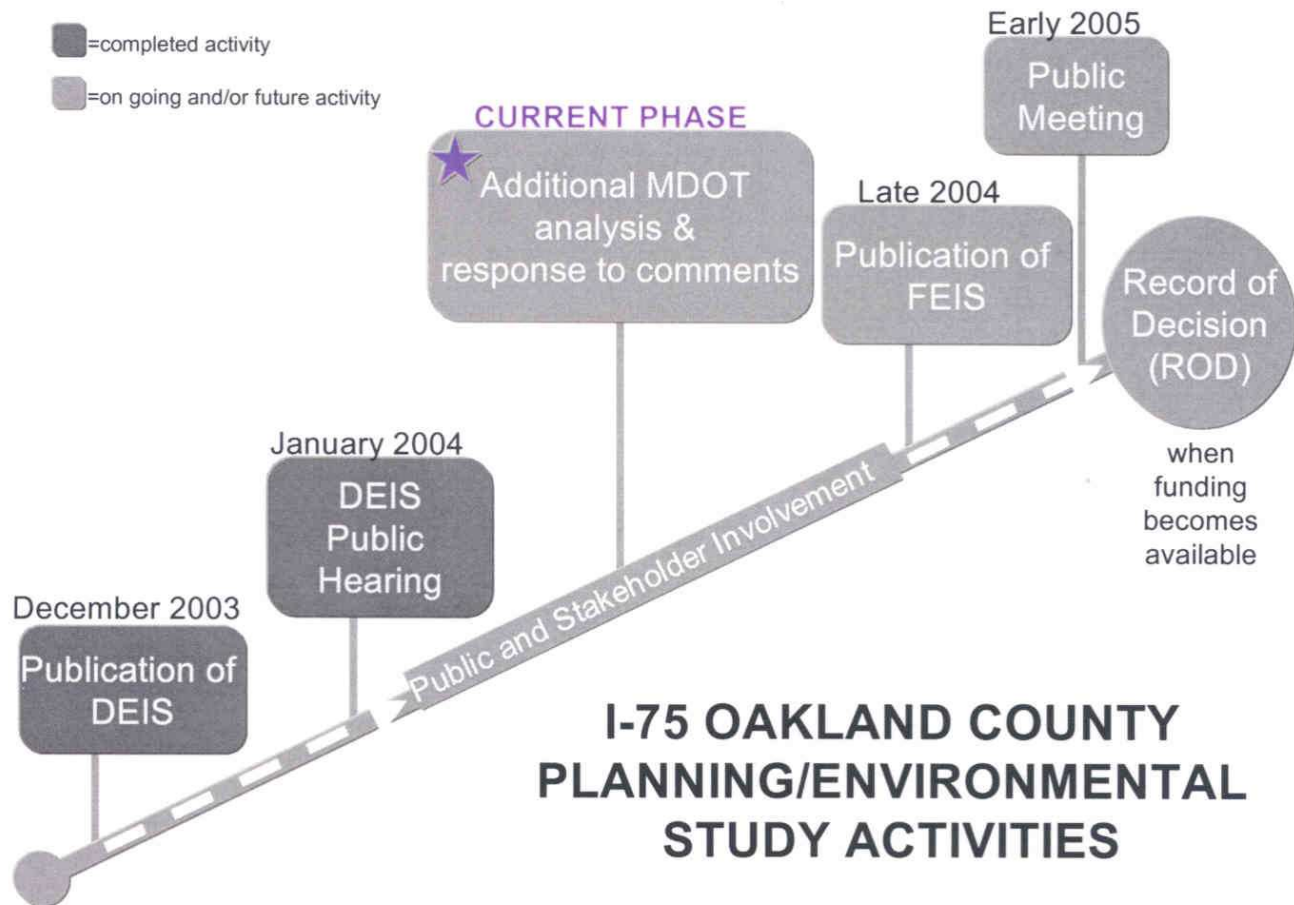 =completed activity
=on going and/or future activity
Early 2005
Public
Meeting
CURRENT PHASE
Additional MDOT
analysis &
response to comments
Late 2004
Publication of
FEIS
Record of
Decision
(ROD)
when
funding
becomes
available
January 2004
DEIS
Public
Hearing
Public and Stakeholder Involvement
December 2003
Publication of
DEIS
I-75 OAKLAND COUNTY
PLANNING/ENVIRONMENTAL
STUDY ACTIVITIES